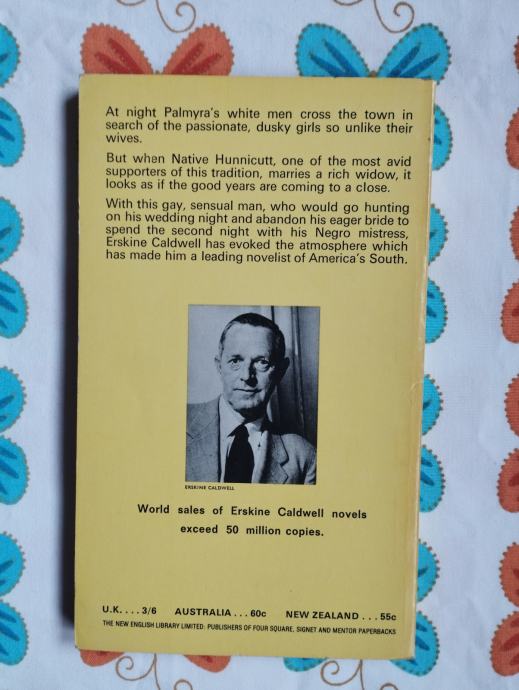 At night Palmyra's white men cross the town in
search of the passionate, dusky girls so unlike their
wives.
But when Native Hunnicutt, one of the most avid
supporters of this tradition, marries a rich widow, it
looks as if the good years are coming to a close.
With this gay, sensual man, who would go hunting
on his wedding night and abandon his eager bride to
spend the second night with his Negro mistress,
Erskine Caldwell has evoked the atmosphere which
has made him a leading novelist of America's South.
ERSKINE CALDWELL
World sales of Erskine Caldwell novels
exceed 50 million copies.
U.K. . . . 3/6 AUSTRALIA . . . 60c NEW ZEALAND . . . 55c
THE NEW ENGLISH LIBRARY LIMITED: PUBLISHERS OF FOUR SQUARE, SIGNET AND MENTOR PAPERBACKS